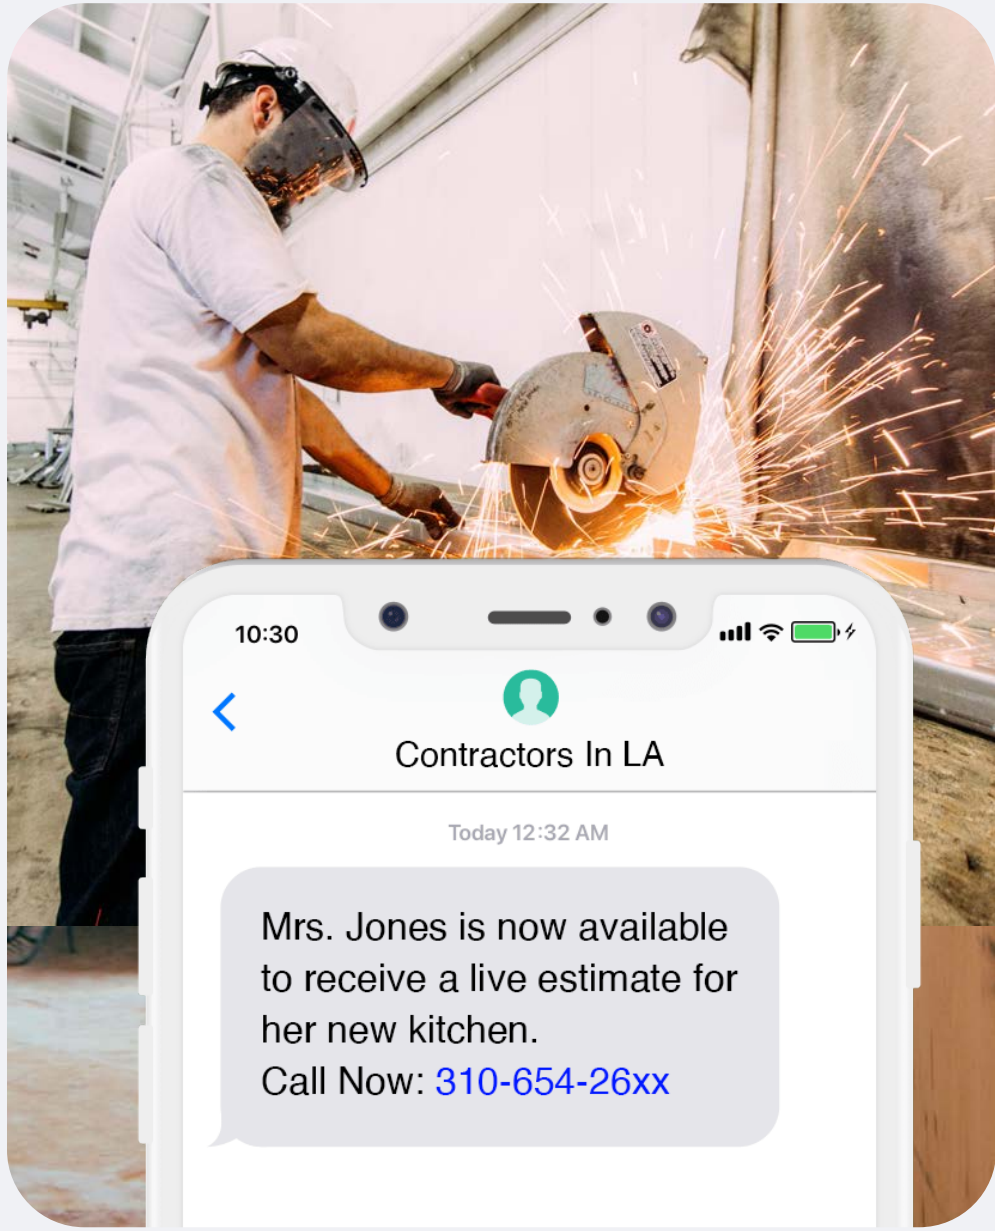 10:30
Contractors In LA
Today 12:32 AM
Mrs. Jones is now available
to receive a live estimate for
her new kitchen.
Call Now: 310-654-26xx